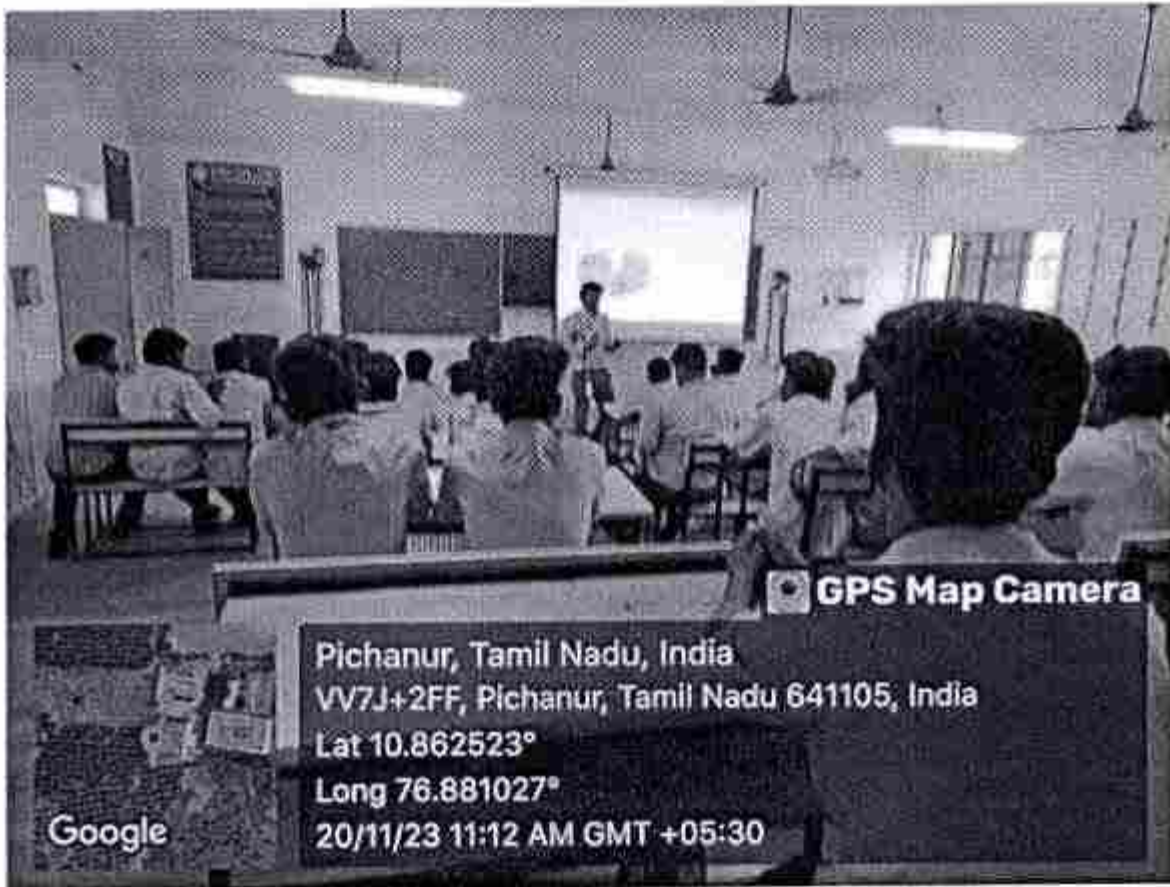 GPS Map Camera
Pichanur, Tamil Nadu, India
VV7J+2FF, Pichanur, Tamil Nadu 641105, India
Lat 10.862523°
Long 76.881027°
20/11/23 11:12 AM GMT +05:30
Google